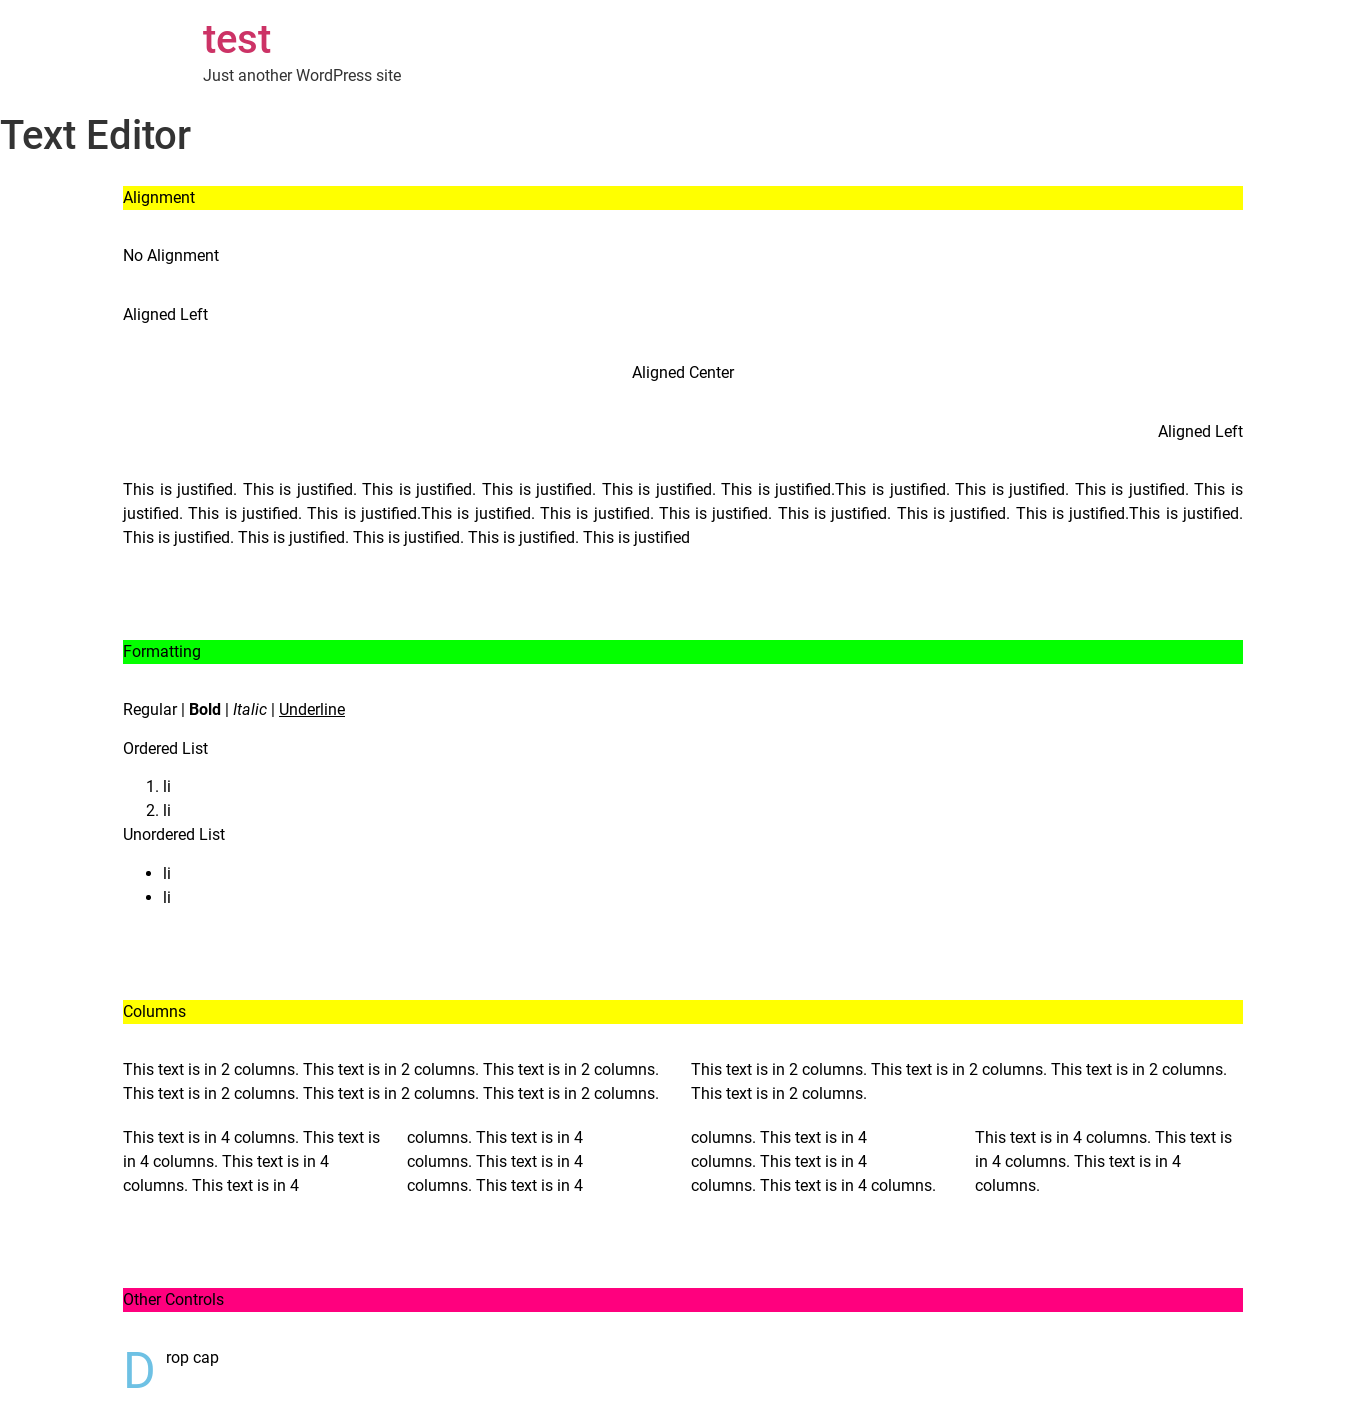 test
Just another WordPress site
Text Editor
Alignment
No Alignment
Aligned Left
Aligned Center
Aligned Left
This is justified. This is justified. This is justified. This is justified. This is justified. This is justified.This is justified. This is justified. This is justified. This is
justified. This is justified. This is justified.This is justified. This is justified. This is justified. This is justified. This is justified. This is justified.This is justified.
This is justified. This is justified. This is justified. This is justified. This is justified
Formatting
Regular | Bold | Italic | Underline
Ordered List
1. li
2. li
Unordered List
• li
• li
Columns
This text is in 2 columns. This text is in 2 columns. This text is in 2 columns.
This text is in 2 columns. This text is in 2 columns. This text is in 2 columns.
This text is in 2 columns. This text is in 2 columns. This text is in 2 columns.
This text is in 2 columns.
This text is in 4 columns. This text is
in 4 columns. This text is in 4
columns. This text is in 4
columns. This text is in 4
columns. This text is in 4
columns. This text is in 4
columns. This text is in 4
columns. This text is in 4
columns. This text is in 4 columns.
This text is in 4 columns. This text is
in 4 columns. This text is in 4
columns.
Other Controls
Drop cap